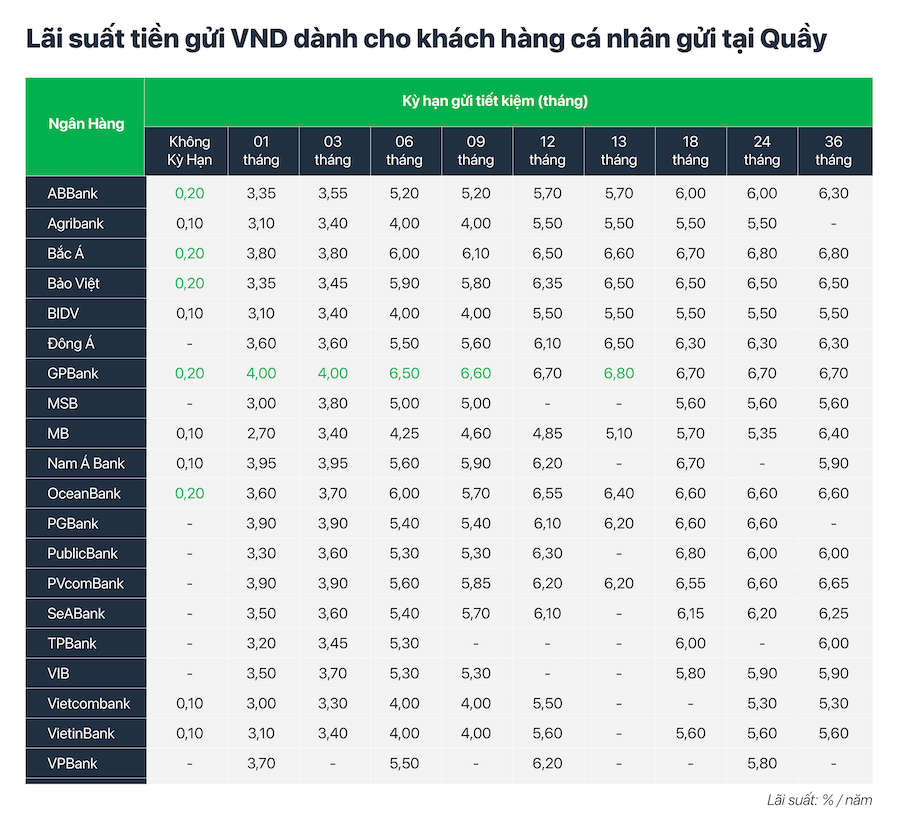 Lãi suất tiền gửi VND dành cho khách hàng cá nhân gửi tại Quầy
Ngân Hàng
Kỳ hạn gửi tiết kiệm (tháng)
Không Kỳ Hạn 01 tháng 03 tháng 06 tháng 09 tháng 12 tháng 13 tháng 18 tháng 24 tháng 36 tháng
ABBank 0,20 3,35 3,55 5,20 5,20 5,70 5,70 6,00 6,00 6,30
Agribank 0,10 3,10 3,40 4,00 4,00 5,50 5,50 5,50 5,50 -
Bắc Á 0,20 3,80 3,80 6,00 6,10 6,50 6,60 6,70 6,80 6,80
Bảo Việt 0,20 3,35 3,45 5,90 5,80 6,35 6,50 6,50 6,50 6,50
BIDV 0,10 3,10 3,40 4,00 4,00 5,50 5,50 5,50 5,50 5,50
Đông Á - 3,60 3,60 5,50 5,60 6,10 6,50 6,30 6,30 6,30
GPBank 0,20 4,00 4,00 6,50 6,60 6,70 6,80 6,70 6,70 6,70
MSB - 3,00 3,80 5,00 5,00 - - 5,60 5,60 5,60
MB 0,10 2,70 3,40 4,25 4,60 4,85 5,10 5,70 5,35 6,40
Nam Á Bank 0,10 3,95 3,95 5,60 5,90 6,20 - 6,70 - 5,90
OceanBank 0,20 3,60 3,70 6,00 5,70 6,55 6,40 6,60 6,60 6,60
PGBank - 3,90 3,90 5,40 5,40 6,10 6,20 6,60 6,60 -
PublicBank - 3,30 3,60 5,30 5,30 6,30 - 6,80 6,00 6,00
PVcomBank - 3,90 3,90 5,60 5,85 6,20 6,20 6,55 6,60 6,65
SeABank - 3,50 3,60 5,40 5,70 6,10 - 6,15 6,20 6,25
TPBank - 3,20 3,45 5,30 - - - 6,00 - 6,00
VIB - 3,50 3,70 5,30 5,30 - - 5,80 5,90 5,90
Vietcombank 0,10 3,00 3,30 4,00 4,00 5,50 - - 5,30 5,30
VietinBank 0,10 3,10 3,40 4,00 4,00 5,60 - 5,60 5,60 5,60
VPBank - 3,70 - 5,50 - 6,20 - - 5,80 -
Lãi suất: % / năm